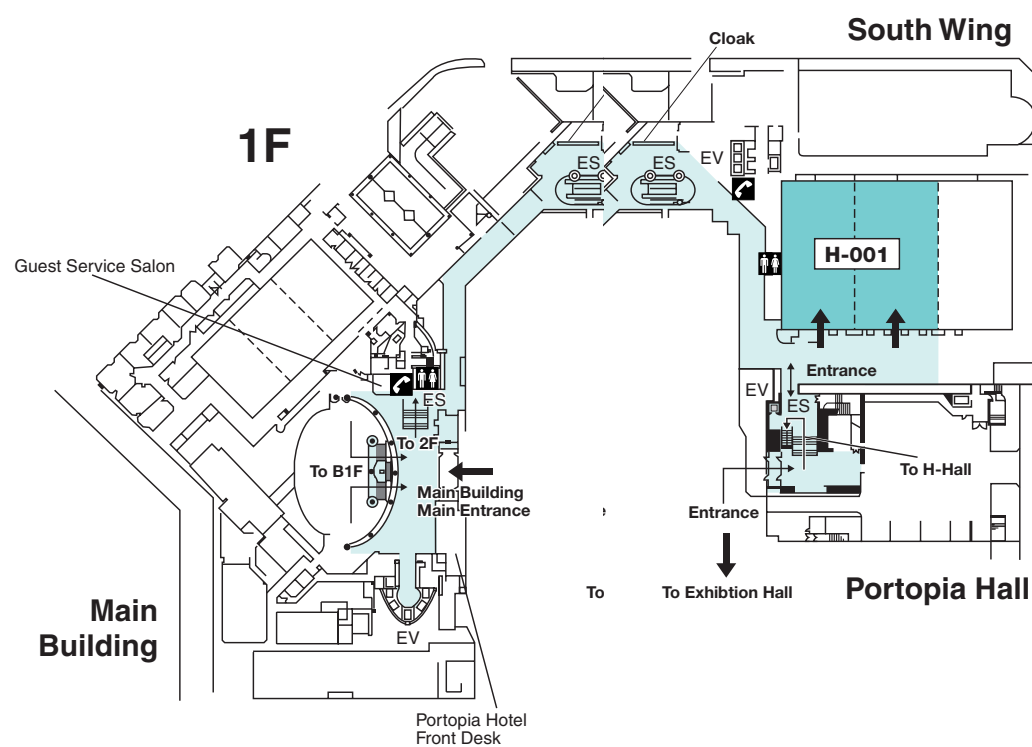 South Wing
Cloak
1F
ES
ES
EV
H-001
Guest Service Salon
Entrance
EV
ES
ES
To 2F
To B1F
To H-Hall
Main Building
Main Entrance
Entrance
To
To Exhibtion Hall
Portopia Hall
Main
Building
EV
Portopia Hotel
Front Desk